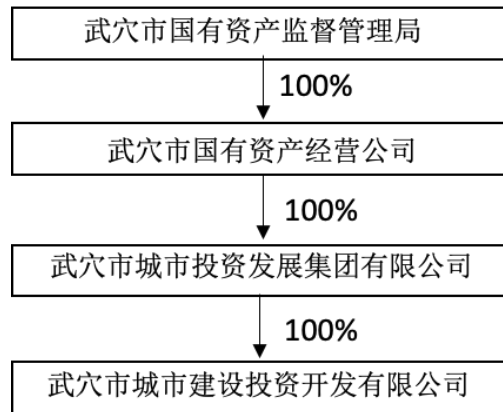 武穴市国有资产监督管理局
100%
武穴市国有资产经营公司
100%
武穴市城市投资发展集团有限公司
100%
武穴市城市建设投资开发有限公司